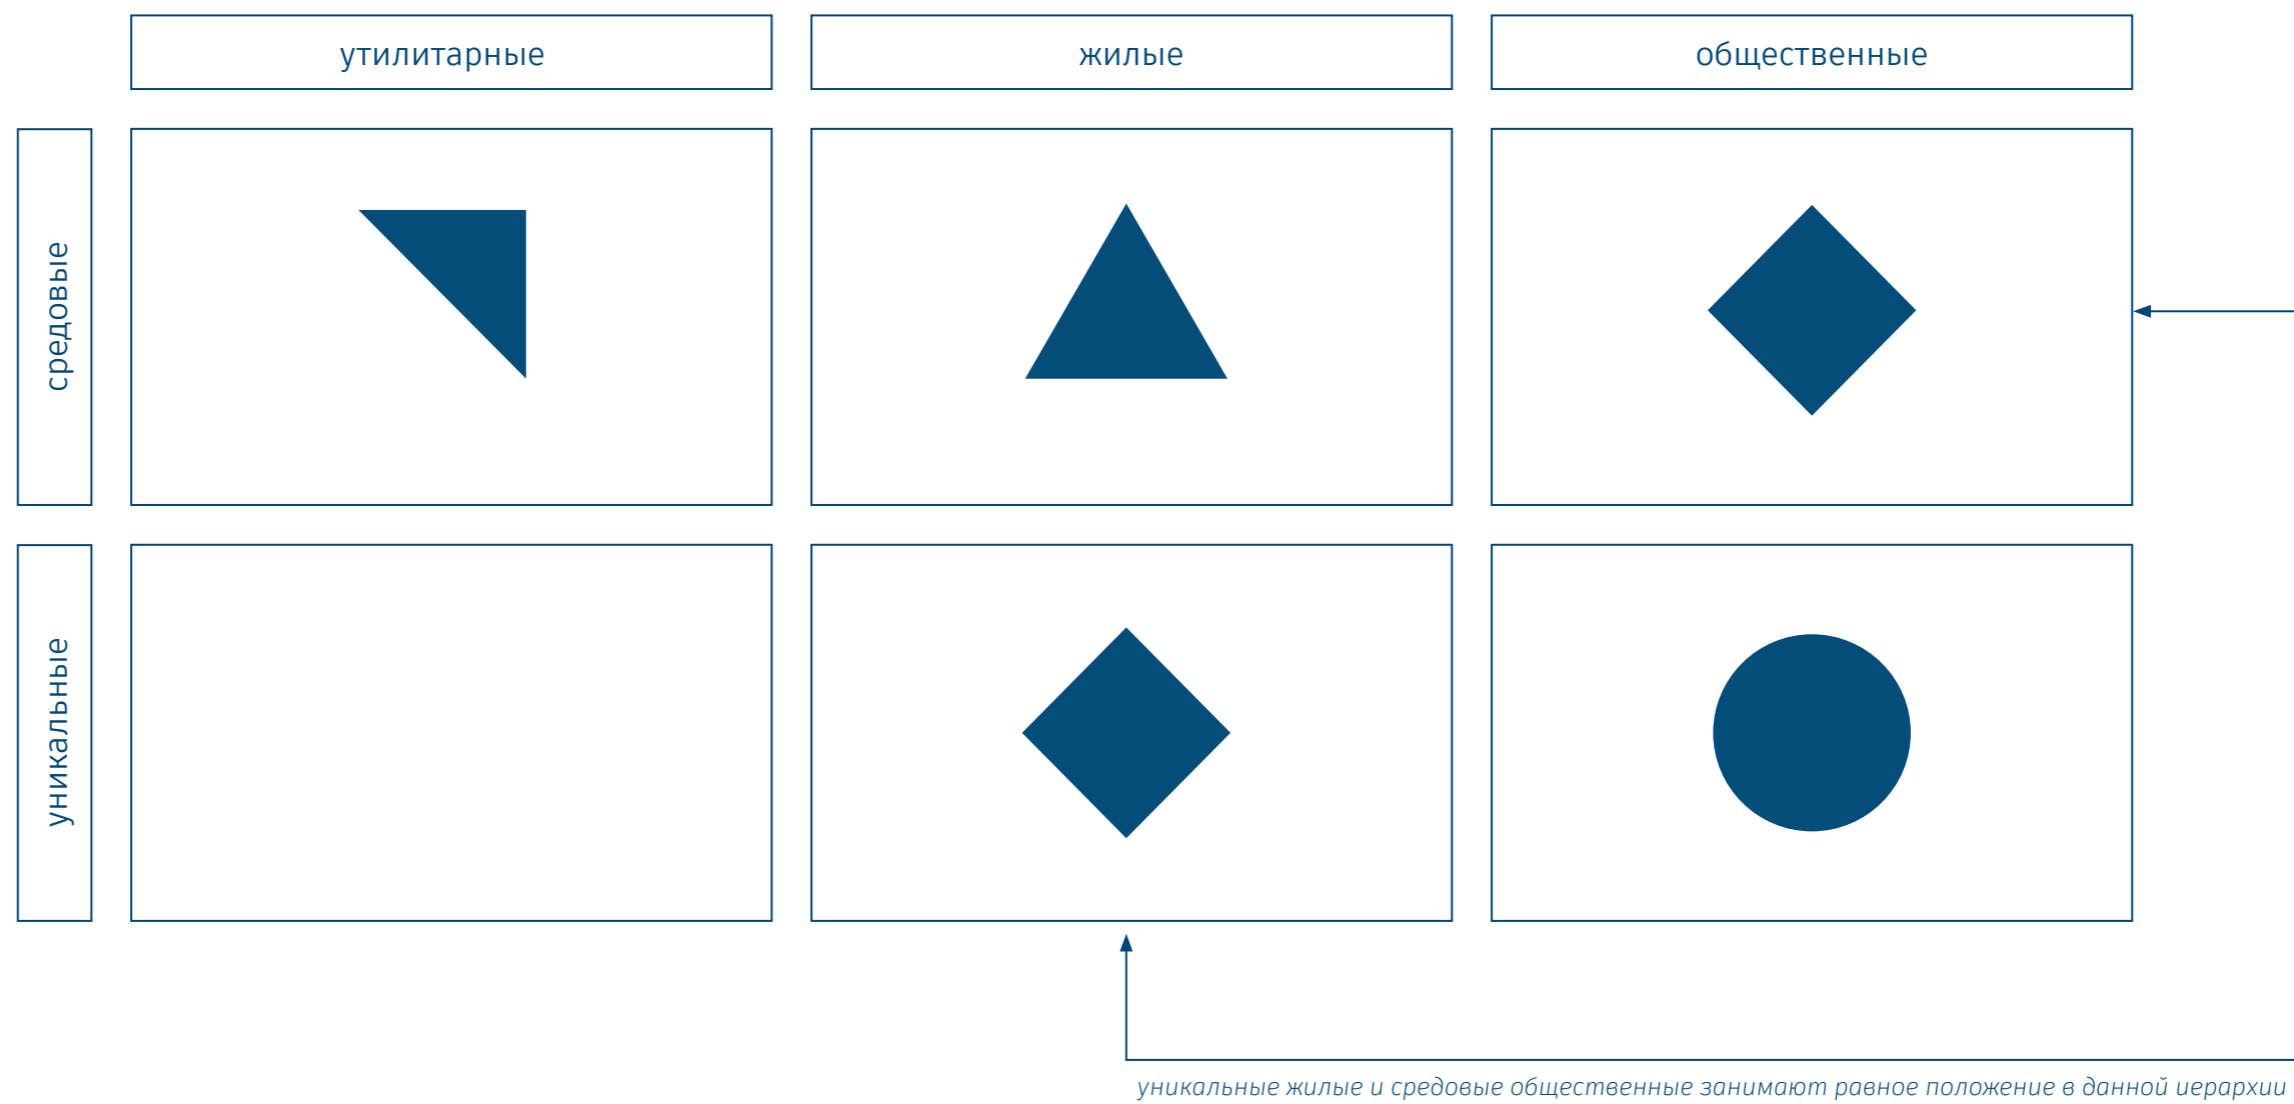 утилитарные
жилые
общественные
средовые
уникальные
уникальные жилые и средовые общественные занимают равное положение в данной иерархии